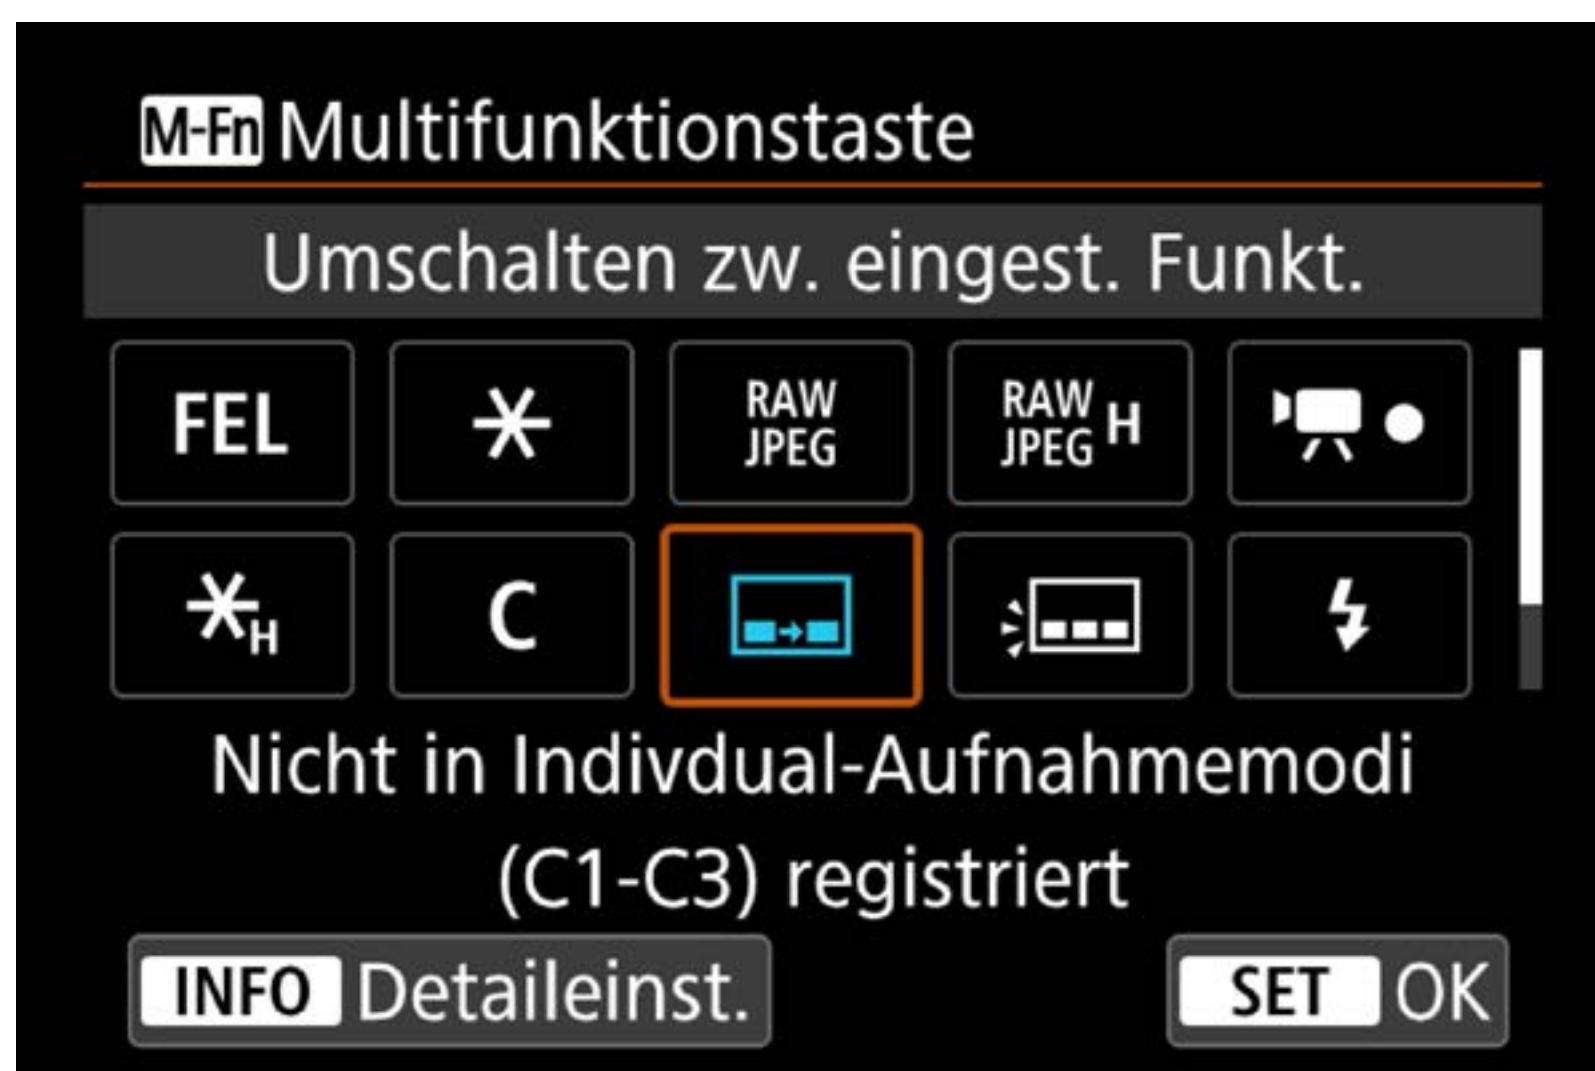 M-Fn Multifunktionstaste
Umschalten zw. eingest. Funkt.
FEL RAW JPEG RAW JPEG H
H C
Nicht in Indivdual-Aufnahmemodi
(C1-C3) registriert
INFO Detaileinst. SET OK